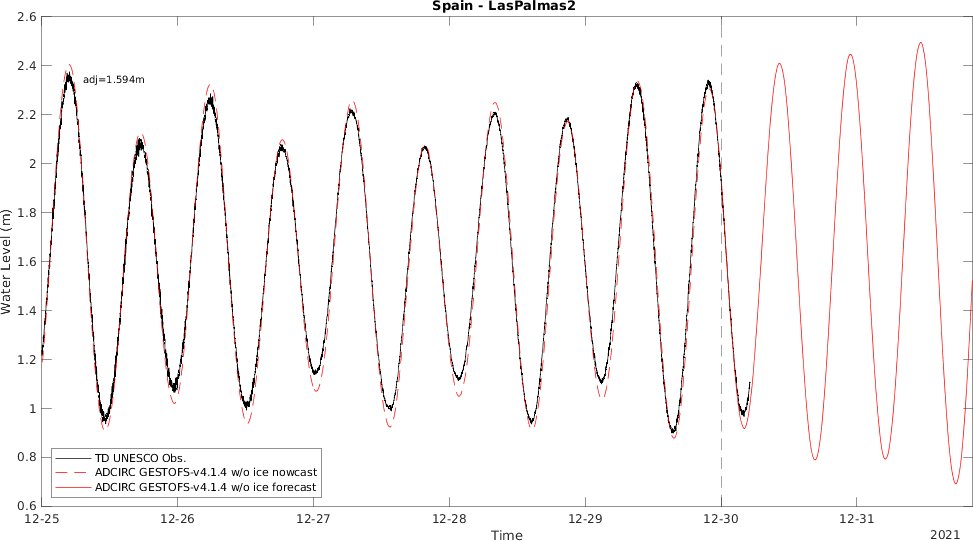 Spain - LasPalmas2
2.6
2.4
2.2
2
1.8
1.6
1.4
1.2
1
0.8
0.6
Water Level (m)
adj=1.594m
TD UNESCO Obs.
ADCIRC GESTOFS-v4.1.4 w/o ice nowcast
ADCIRC GESTOFS-v4.1.4 w/o ice forecast
12-25 12-26 12-27 12-28 12-29 12-30 12-31
Time
2021